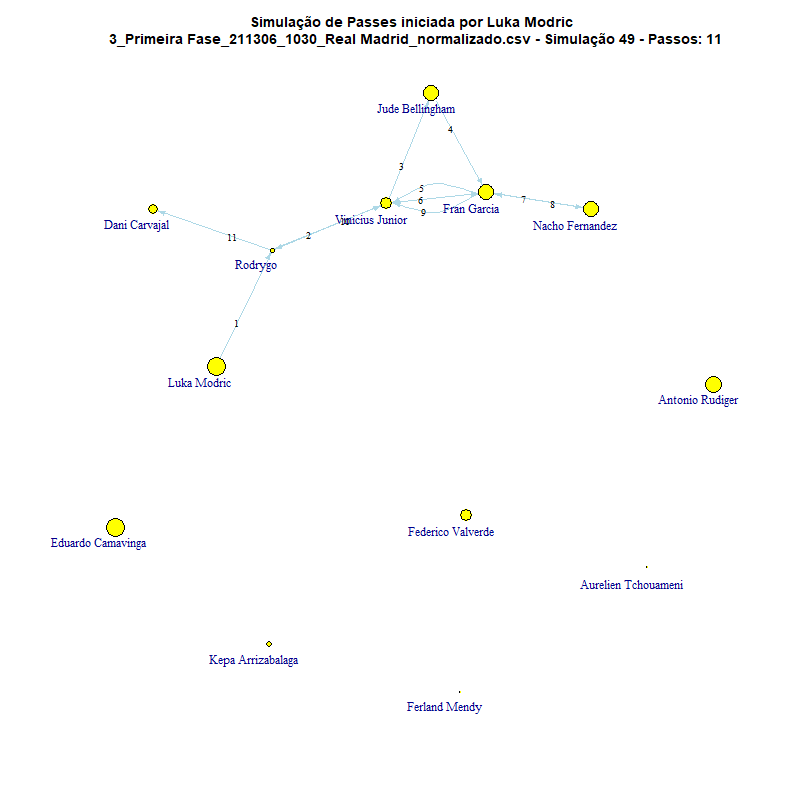 Simulação de Passes iniciada por Luka Modric
3_Primeira Fase_211306_1030_Real Madrid_normalizado.csv - Simulação 49 - Passos: 11
Jude Bellingham
4
3
5
6
9
7
8
Vinicius Junior
Fran Garcia
Nacho Fernandez
Dani Carvajal
11
2
10
Rodrygo
1
Luka Modric
Antonio Rudiger
Eduardo Camavinga
Federico Valverde
Aurelien Tchouameni
Kepa Arrizabalaga
Ferland Mendy